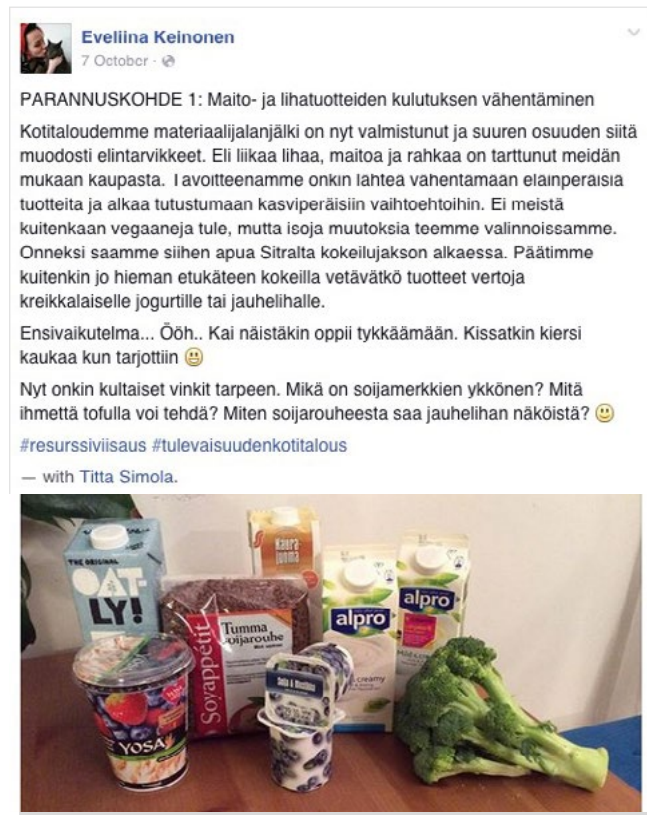 Eveliina Keinonen
7 October ·
PARANNUSKOHDE 1: Maito- ja lihatuotteiden kulutuksen vähentäminen
Kotitaloudemme materiaalijalanjälki on nyt valmistunut ja suuren osuuden siitä
muodosti elintarvikkeet. Eli liikaa lihaa, maitoa ja rahkaa on tarttunut meidän
mukaan kaupasta. Tavoitteenamme onkin lähteä vähentämään eläinperäisiä
tuotteita ja alkaa tutustumaan kasviperäisiin vaihtoehtoihin. Ei meistä
kuitenkaan vegaaneja tule, mutta isoja muutoksia teemme valinnoissamme.
Onneksi saamme siihen apua Sitralta kokeilujakson alkaessa. Päätimme
kuitenkin jo hieman etukäteen kokeilla vetävätkö tuotteet vertoja
kreikkalaiselle jogurtille tai jauhelihalle.
Ensivaikutelma... Ööh.. Kai näistäkin oppii tykkäämään. Kissatkin kiersi
kaukaa kun tarjottiin 😀
Nyt onkin kultaiset vinkit tarpeen. Mikä on soijamerkkien ykkönen? Mitä
ihmettä tofulla voi tehdä? Miten soijarouheesta saa jauhelihan näköistä? 🙂
#resurssiviisaus #tulevaisuudenkotitalous
— with Titta Simola.
THE ORIGINAL
OAT-
LY!
Kaura-
juoma
Soyappétit
Tumma
soijarouhe
alpro
alpro
creamy
YOSA
Soija & Mustikka